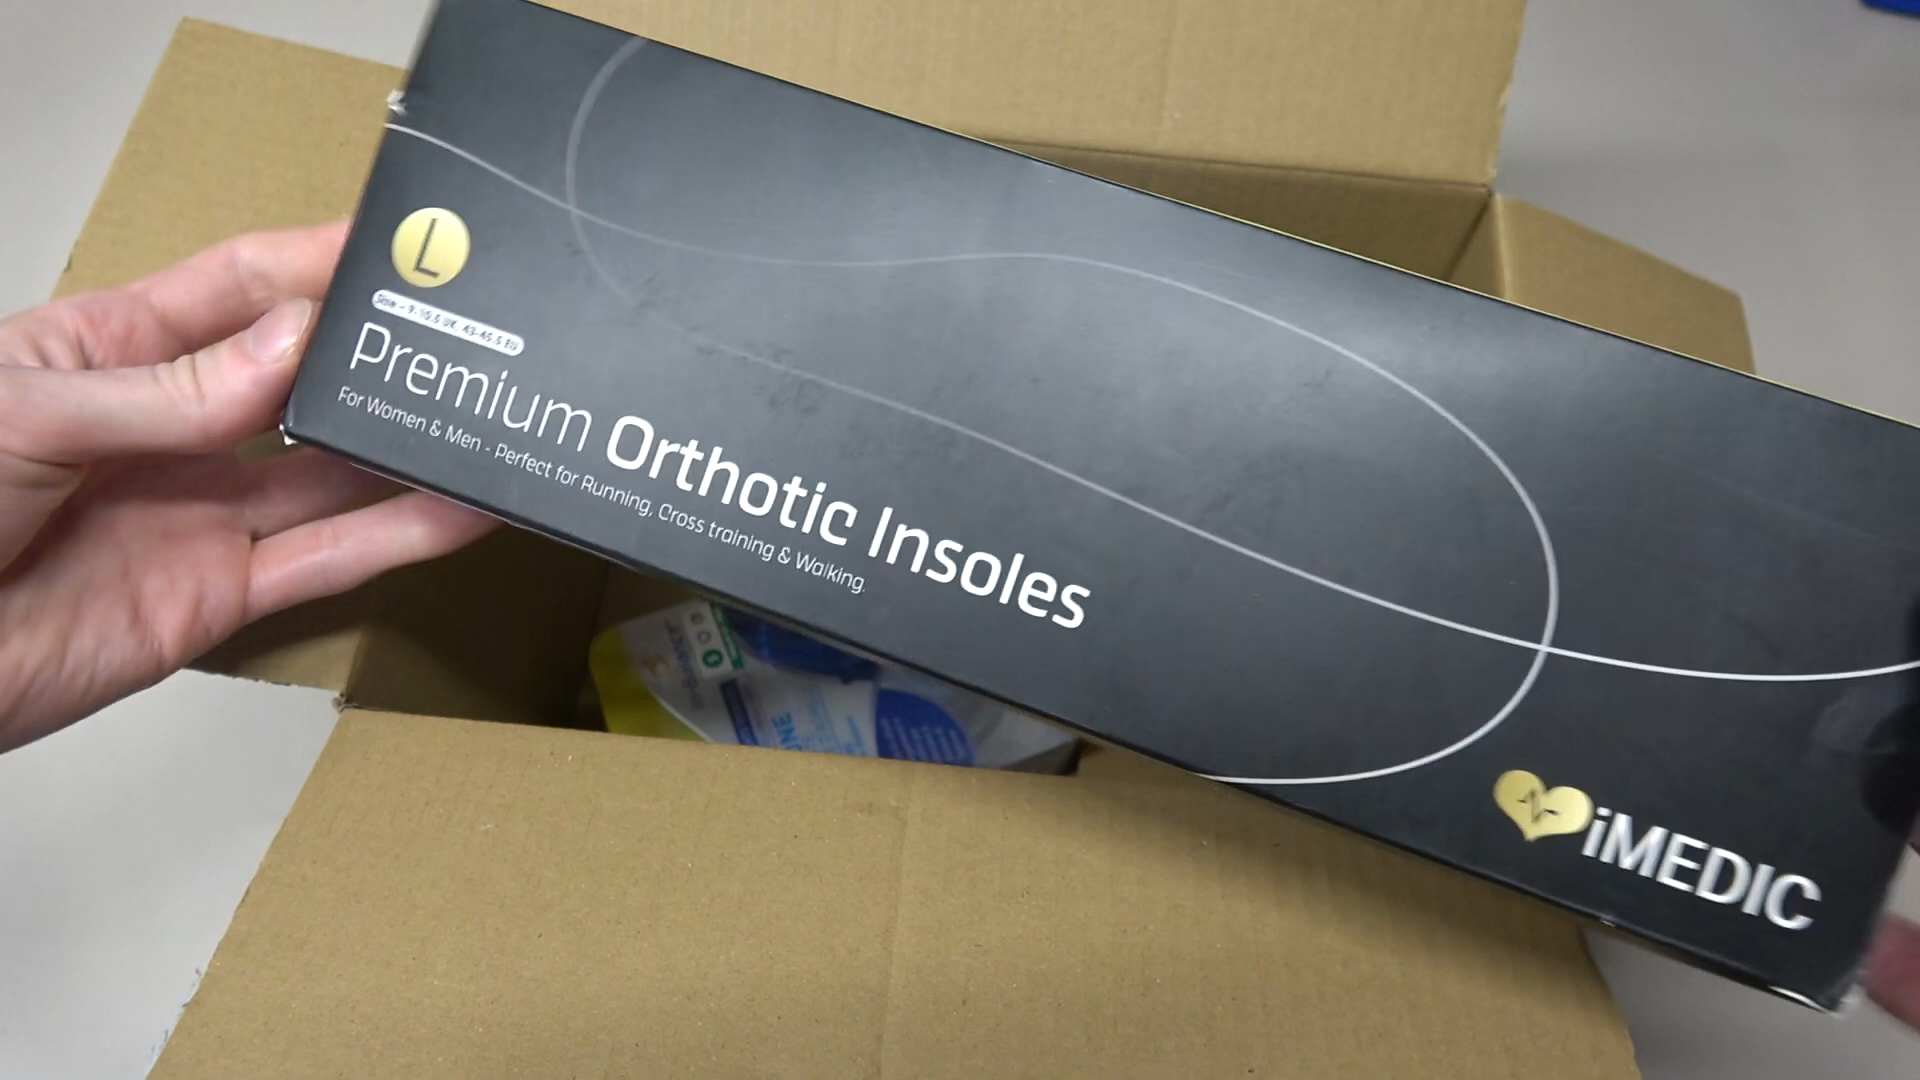 L
Size - 9-10.5 UK, 43-45.5 EU
Premium Orthotic Insoles
For Women & Men - Perfect for Running, Cross training & Walking.
iMEDIC